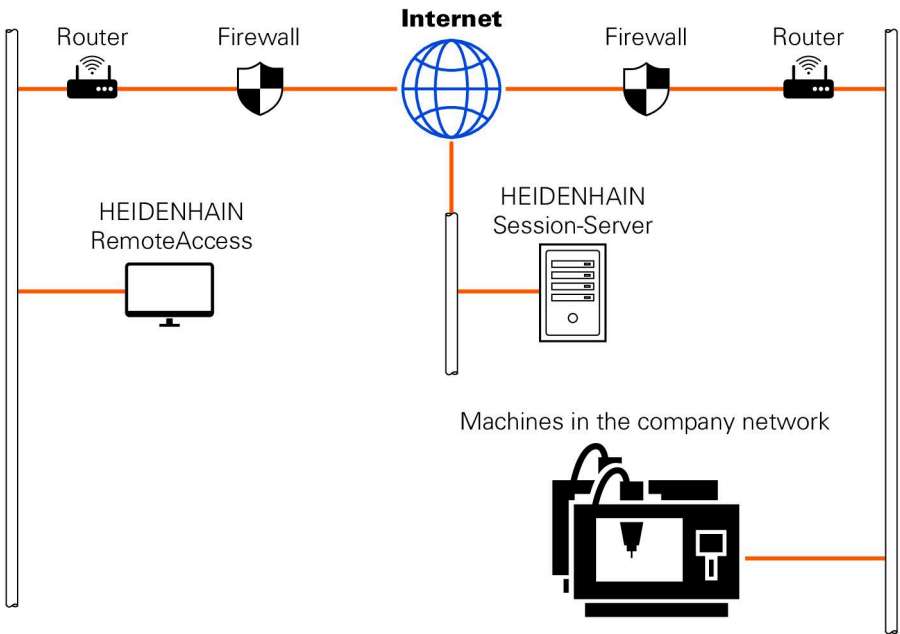 Internet
Router
Firewall
Firewall
Router
HEIDENHAIN
RemoteAccess
HEIDENHAIN
Session-Server
Machines in the company network